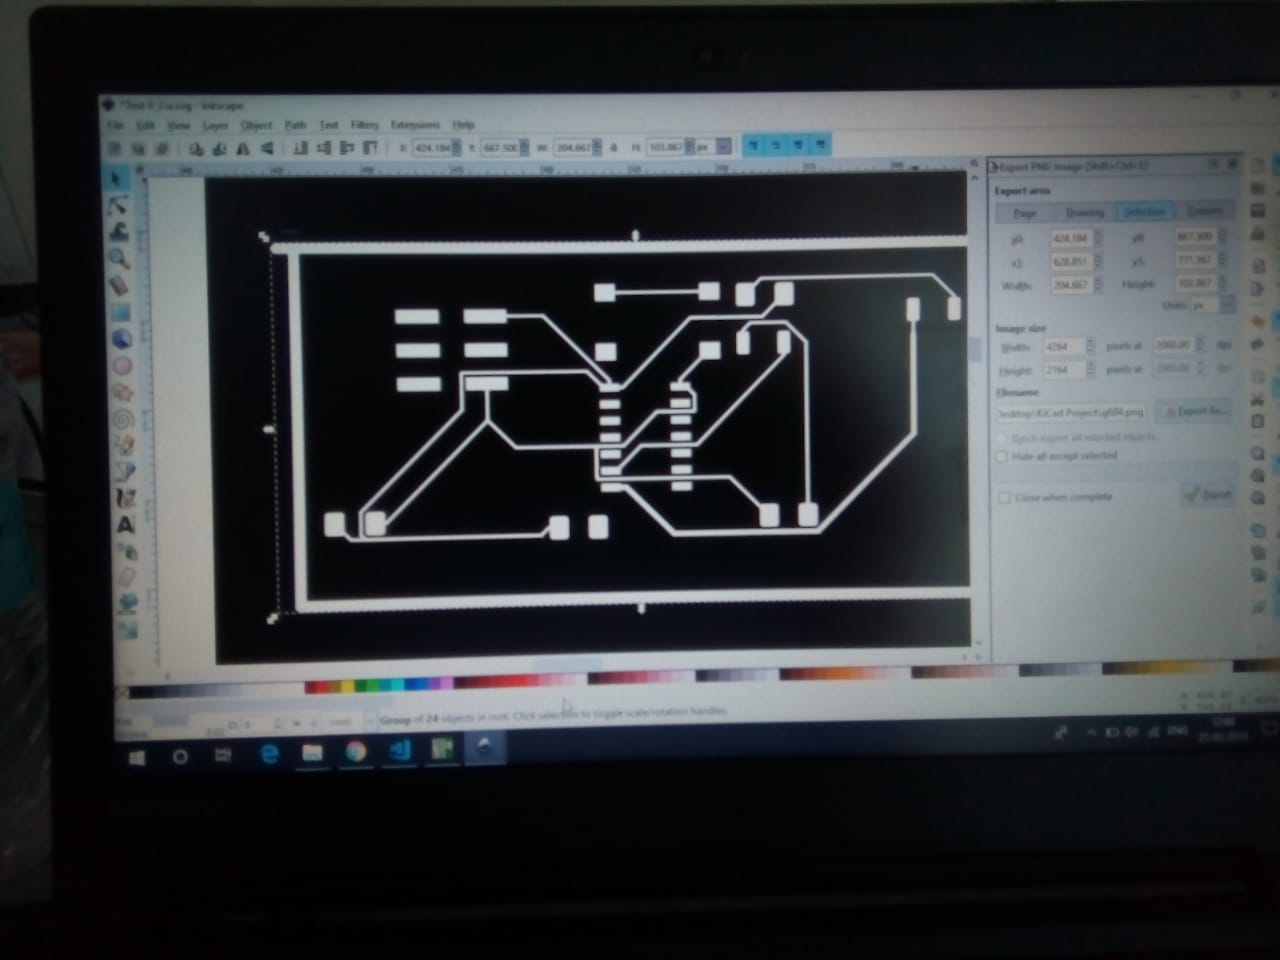 *Test-F_Cu.svg - Inkscape
File Edit View Layer Object Path Text Filters Extensions Help
X: 424.184 Y: 667.500 W: 204.667 H: 103.867 px
Export PNG Image (Shift+Ctrl+E)
Export area
Page Drawing Selection Custom
x0: 424.184 y0: 667.500
x1: 628.851 y1: 771.367
Width: 204.667 Height: 103.867
Units: px
Image size
Width: 4264 pixels at 2000.00 dpi
Height: 2164 pixels at 2000.00 dpi
Filename
Desktop\KiCad Project\g684.png Export As...
Batch export all selected objects
Hide all except selected
Close when complete Export
Group of 24 objects in root. Click selection to toggle scale/rotation handles.
ENG